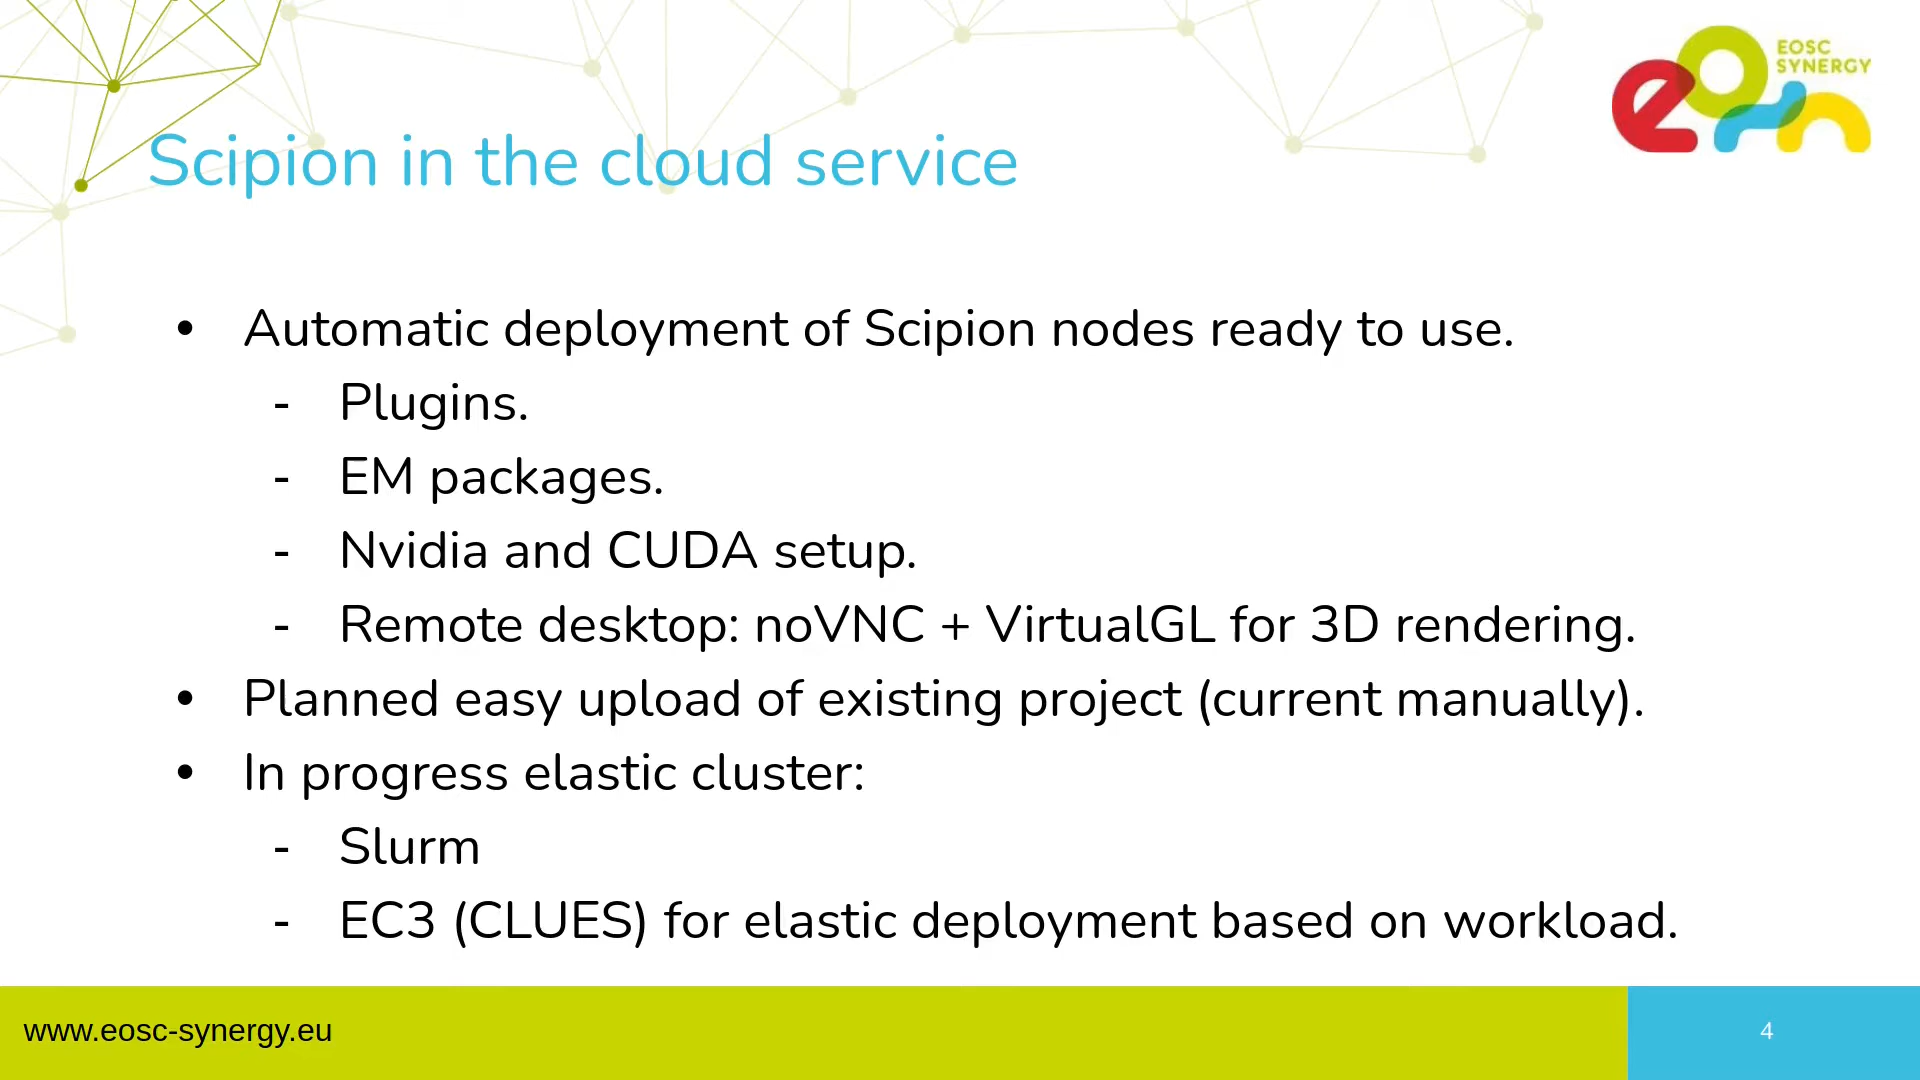 EOSC
SYNERGY
Scipion in the cloud service
• Automatic deployment of Scipion nodes ready to use.
- Plugins.
- EM packages.
- Nvidia and CUDA setup.
- Remote desktop: noVNC + VirtualGL for 3D rendering.
• Planned easy upload of existing project (current manually).
• In progress elastic cluster:
- Slurm
- EC3 (CLUES) for elastic deployment based on workload.
www.eosc-synergy.eu
4